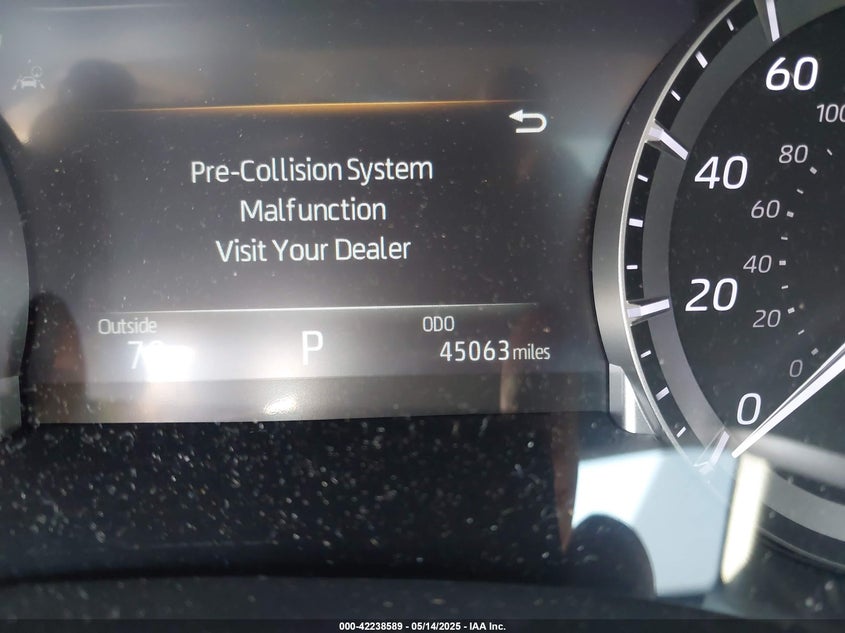 Pre-Collision System
Malfunction
Visit Your Dealer
Outside
P
ODO
45063 miles
60
40
20
0
100
80
60
40
20
0
000-42238589 - 05/14/2025 - IAA Inc.